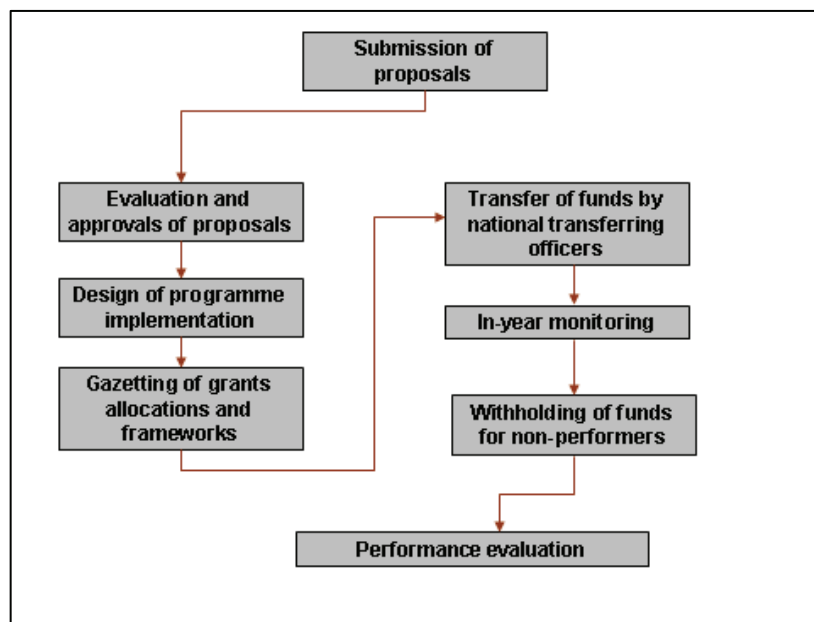 Submission of
proposals
Evaluation and
approvals of proposals
Design of programme
implementation
Gazetting of grants
allocations and
frameworks
Transfer of funds by
national transferring
officers
In-year monitoring
Withholding of funds
for non-performers
Performance evaluation